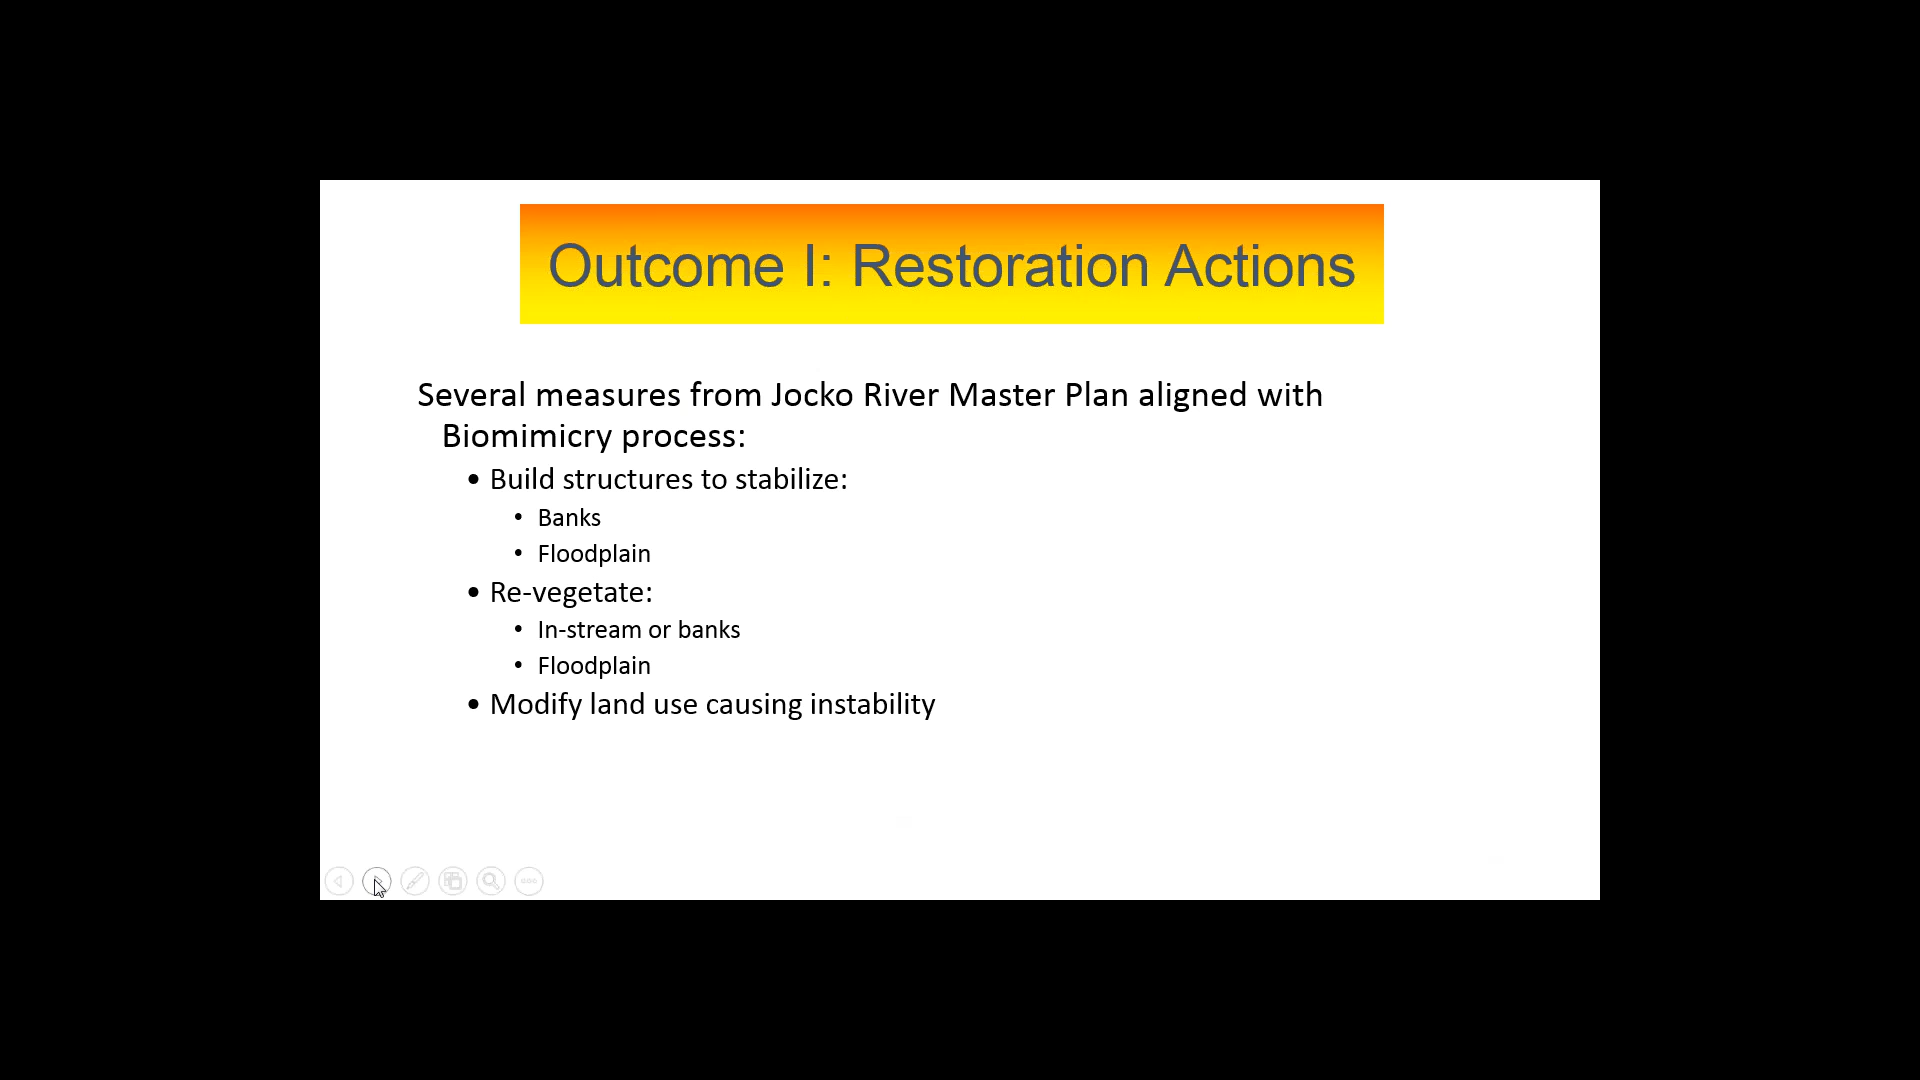 Outcome I: Restoration Actions
Several measures from Jocko River Master Plan aligned with
Biomimicry process:
• Build structures to stabilize:
• Banks
• Floodplain
• Re-vegetate:
• In-stream or banks
• Floodplain
• Modify land use causing instability